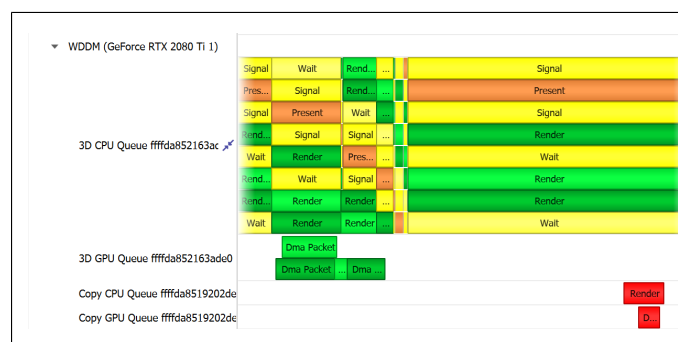 WDDM (GeForce RTX 2080 Ti 1)
Signal Wait Rend... ... Signal
Pres... Signal Rend... ... Present
Signal Present Wait ... Signal
Rend... Signal Signal ... Render
3D CPU Queue ffffda852163ac
Wait Render Pres... ... Wait
Rend... Wait Signal ... Render
Rend... Render Render ... Render
Wait Render Render ... Wait
Dma Packet
3D GPU Queue ffffda852163ade0
Dma Packet ... Dma ...
Copy CPU Queue ffffda8519202de Render
Copy GPU Queue ffffda8519202de D...